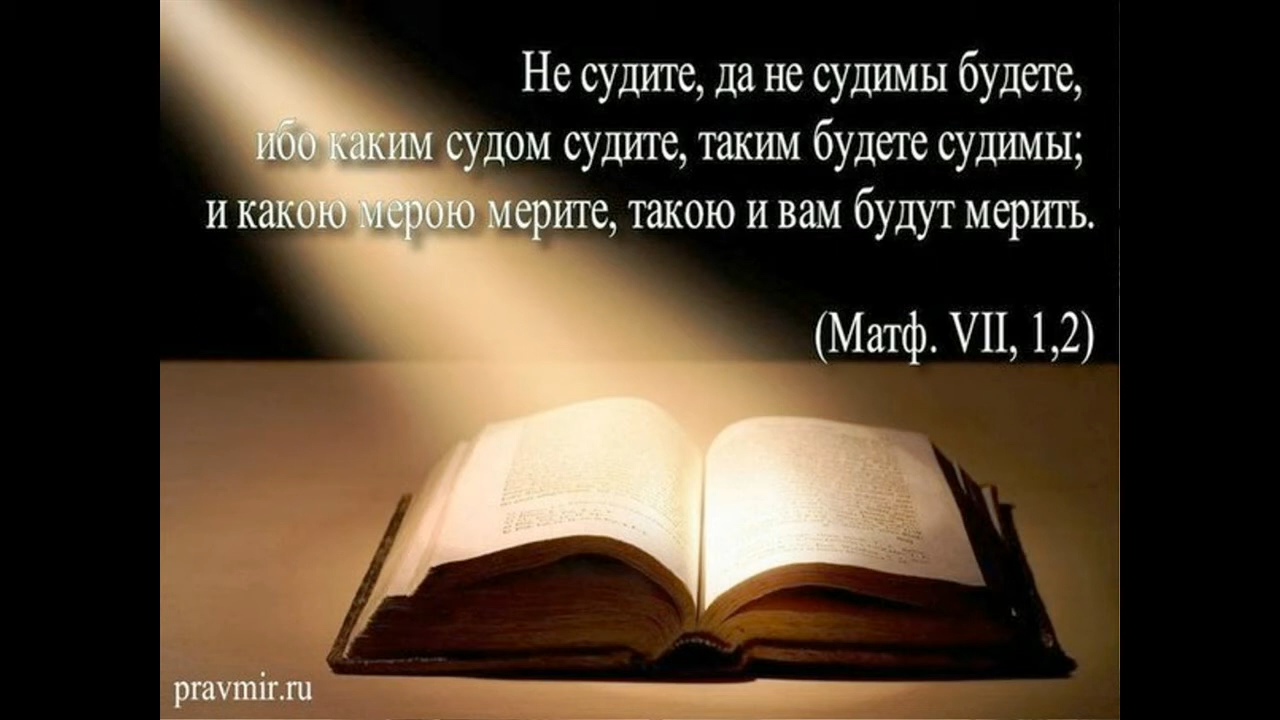 Не судите, да не судимы будете,
ибо каким судом судите, таким будете судимы;
и какою мерою мерите, такою и вам будут мерить.
(Матф. VII, 1,2)
pravmir.ru